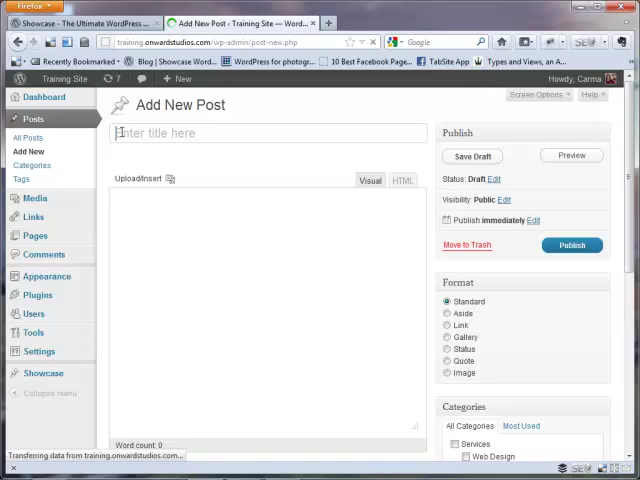 Firefox
Showcase - The Ultimate WordPress ...
Add New Post ‹ Training Site — Word...
training.onwardstudios.com/wp-admin/post-new.php
Google
Recently Bookmarked
Blog | Showcase Word...
WordPress for photog...
10 Best Facebook Pag...
TabSite App
Types and Views, an A...
Training Site
7
+ New
Howdy, Carma
Dashboard
Add New Post
Screen Options
Help
Posts
Enter title here
Publish
All Posts
Add New
Save Draft
Preview
Categories
Tags
Upload/Insert
Visual
HTML
Status: Draft Edit
Media
Visibility: Public Edit
Links
Publish immediately Edit
Pages
Move to Trash
Publish
Comments
Appearance
Format
Plugins
Standard
Users
Aside
Tools
Link
Settings
Gallery
Status
Showcase
Quote
Collapse menu
Image
Categories
All Categories
Most Used
Word count: 0
Services
Web Design
Transferring data from training.onwardstudios.com...